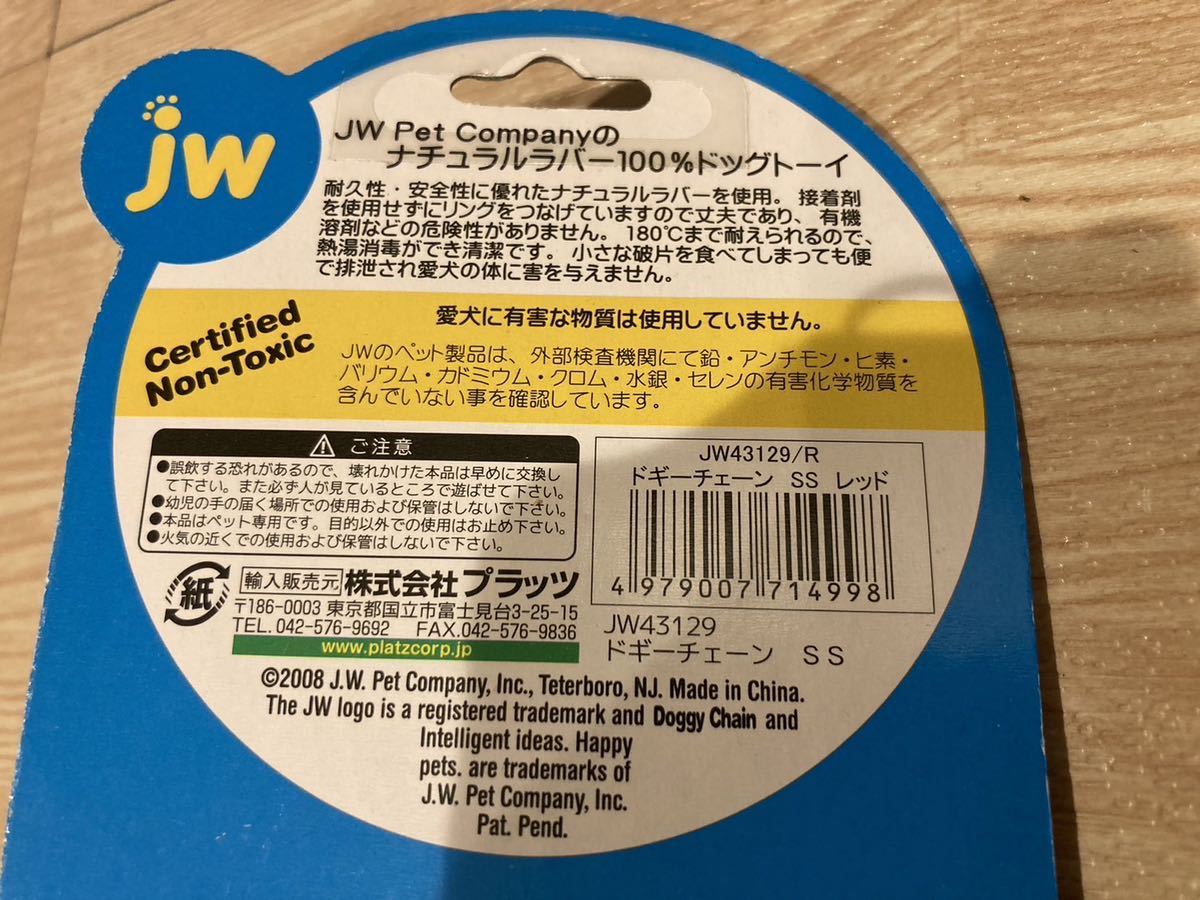 jw
JW Pet Companyの
ナチュラルラバー100%ドッグトーイ
耐久性・安全性に優れたナチュラルラバーを使用。接着剤
を使用せずにリングをつなげていますので丈夫であり、有機
溶剤などの危険性がありません。180℃まで耐えられるので、
熱湯消毒ができ清潔です。小さな破片を食べてしまっても便
で排泄され愛犬の体に害を与えません。
Certified
Non-Toxic
愛犬に有害な物質は使用していません。
JWのペット製品は、外部検査機関にて鉛・アンチモン・ヒ素・
バリウム・カドミウム・クロム・水銀・セレンの有害化学物質を
含んでいない事を確認しています。
ご注意
●誤飲する恐れがあるので、壊れかけた本品は早めに交換し
て下さい。また必ず人が見ているところで遊ばせて下さい。
●幼児の手の届く場所での使用および保管はしないで下さい。
●本品はペット専用です。目的以外での使用はお止め下さい。
●火気の近くでの使用および保管はしないで下さい。
JW43129/R
ドギーチェーン SS レッド
4 979007 714998
JW43129
ドギーチェーン SS
紙
輸入販売元 株式会社プラッツ
〒186-0003 東京都国立市富士見台3-25-15
TEL. 042-576-9692 FAX.042-576-9836
www.platzcorp.jp
©2008 J.W. Pet Company, Inc., Teterboro, NJ. Made in China.
The JW logo is a registered trademark and Doggy Chain and
Intelligent ideas. Happy
pets. are trademarks of
J.W. Pet Company, Inc.
Pat. Pend.